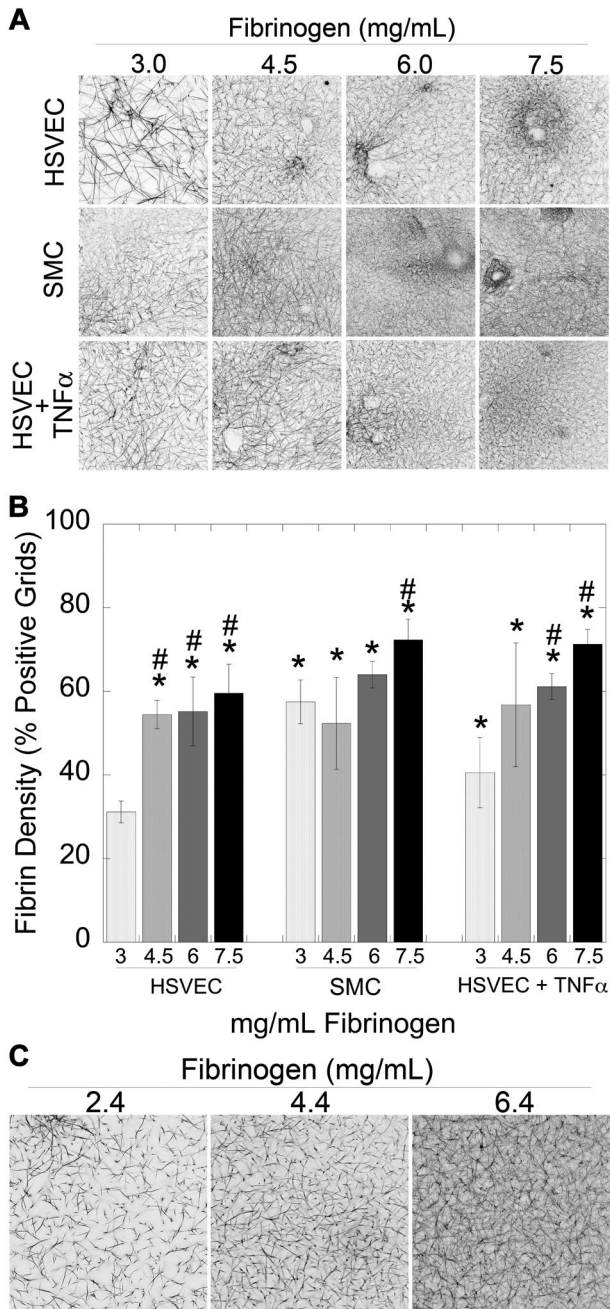 A
Fibrinogen (mg/mL)
3.0 4.5 6.0 7.5
HSVEC
SMC
HSVEC
+
TNFα
B
Fibrin Density (% Positive Grids)
100
80
60
40
20
0
#
*
#
*
#
*
*
*
*
#
*
*
*
#
*
#
*
3 4.5 6 7.5 3 4.5 6 7.5 3 4.5 6 7.5
HSVEC SMC HSVEC + TNFα
mg/mL Fibrinogen
C
Fibrinogen (mg/mL)
2.4 4.4 6.4